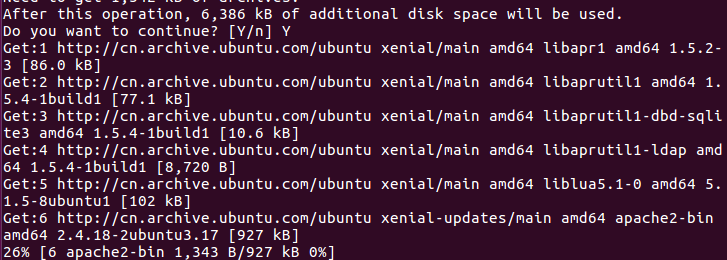 Need to get 1,542 kB of archives.
After this operation, 6,386 kB of additional disk space will be used.
Do you want to continue? [Y/n] Y
Get:1 http://cn.archive.ubuntu.com/ubuntu xenial/main amd64 libapr1 amd64 1.5.2-
3 [86.0 kB]
Get:2 http://cn.archive.ubuntu.com/ubuntu xenial/main amd64 libaprutil1 amd64 1.
5.4-1build1 [77.1 kB]
Get:3 http://cn.archive.ubuntu.com/ubuntu xenial/main amd64 libaprutil1-dbd-sqli
te3 amd64 1.5.4-1build1 [10.6 kB]
Get:4 http://cn.archive.ubuntu.com/ubuntu xenial/main amd64 libaprutil1-ldap amd
64 1.5.4-1build1 [8,720 B]
Get:5 http://cn.archive.ubuntu.com/ubuntu xenial/main amd64 liblua5.1-0 amd64 5.
1.5-8ubuntu1 [102 kB]
Get:6 http://cn.archive.ubuntu.com/ubuntu xenial-updates/main amd64 apache2-bin
amd64 2.4.18-2ubuntu3.17 [927 kB]
26% [6 apache2-bin 1,343 B/927 kB 0%]